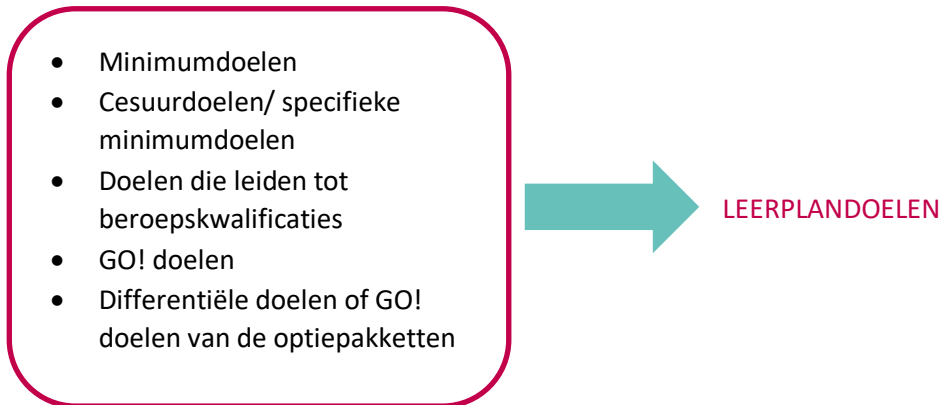 • Minimumdoelen
• Cesuurdoelen/ specifieke
minimumdoelen
• Doelen die leiden tot
beroepskwalificaties
• GO! doelen
• Differentiële doelen of GO!
doelen van de optiepakketten
LEERPLANDOELEN